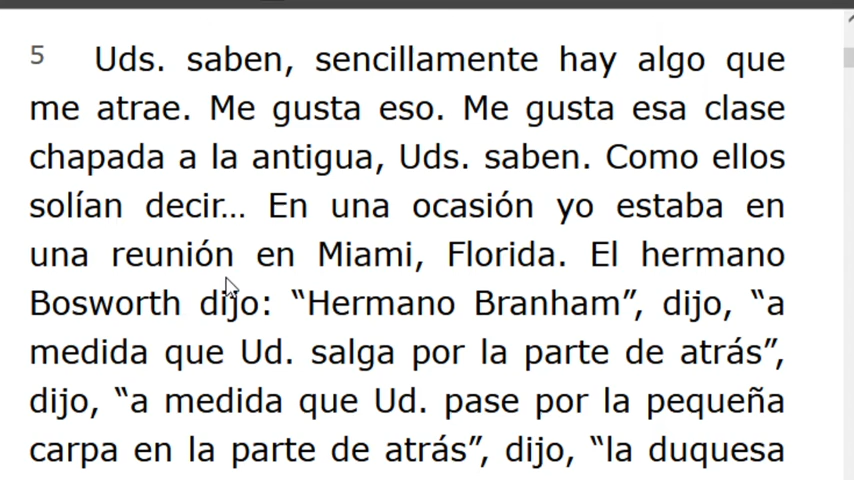 5 Uds. saben, sencillamente hay algo que
me atrae. Me gusta eso. Me gusta esa clase
chapada a la antigua, Uds. saben. Como ellos
solían decir... En una ocasión yo estaba en
una reunión en Miami, Florida. El hermano
Bosworth dijo: “Hermano Branham”, dijo, “a
medida que Ud. salga por la parte de atrás”,
dijo, “a medida que Ud. pase por la pequeña
carpa en la parte de atrás”, dijo, “la duquesa